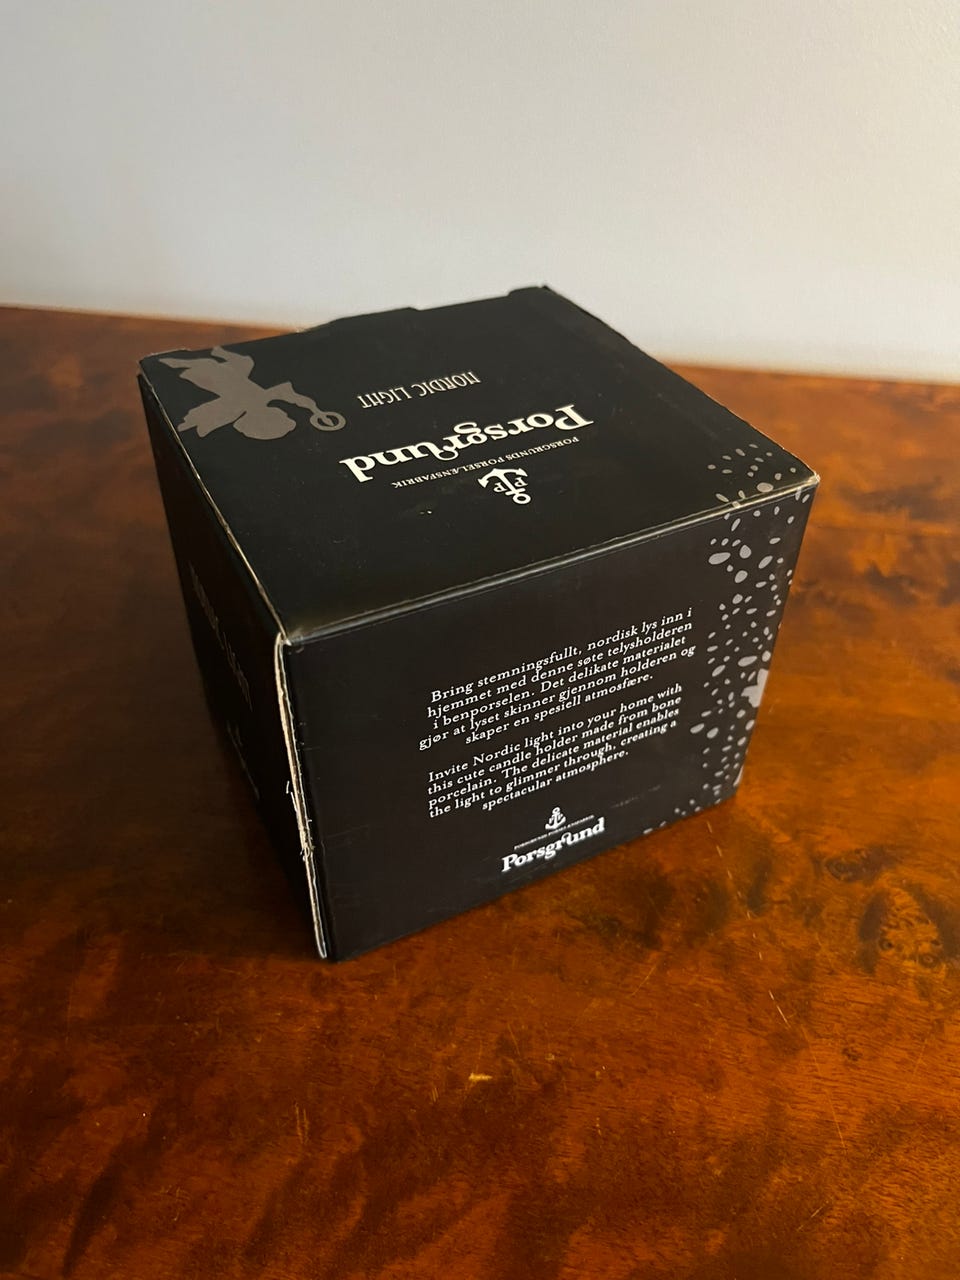 NORDIC LIGHT
Porsgrund
PORSGRUNDS PORSELÆNSFABRIK
PP
Bring stemningsfullt, nordisk lys inn i
hjemmet med denne søte telysholderen
i benporselen. Det delikate materialet
gjør at lyset skinner gjennom holderen og
skaper en spesiell atmosfære.
Invite Nordic light into your home with
this cute candle holder made from bone
porcelain. The delicate material enables
the light to glimmer through, creating a
spectacular atmosphere.
Porsgrund